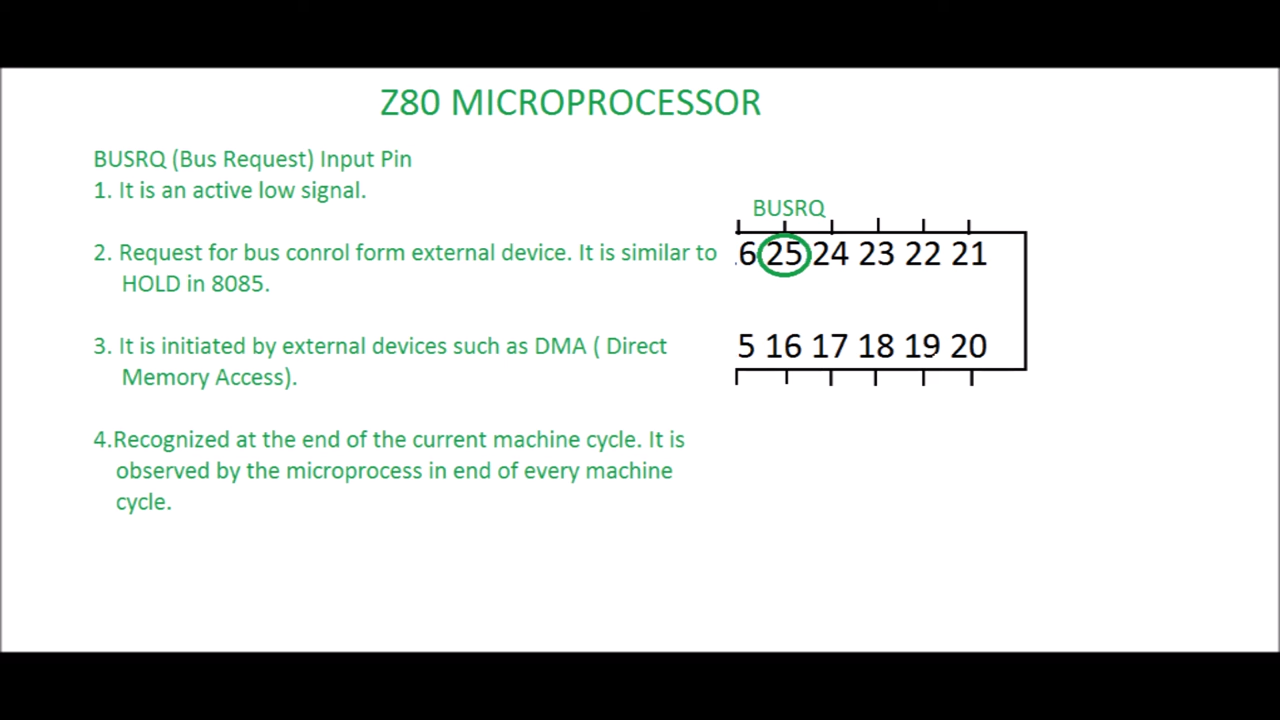 Z80 MICROPROCESSOR
BUSRQ (Bus Request) Input Pin
1. It is an active low signal.
2. Request for bus conrol form external device. It is similar to
HOLD in 8085.
3. It is initiated by external devices such as DMA ( Direct
Memory Access).
4.Recognized at the end of the current machine cycle. It is
observed by the microprocess in end of every machine
cycle.
BUSRQ
6 25 24 23 22 21
5 16 17 18 19 20